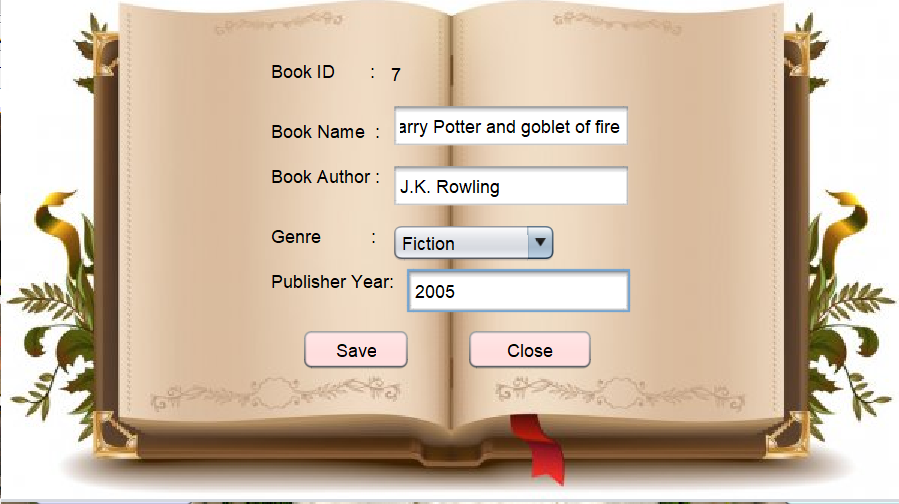 Book ID : 7
Book Name : arry Potter and goblet of fire
Book Author : J.K. Rowling
Genre : Fiction
Publisher Year: 2005
Save Close